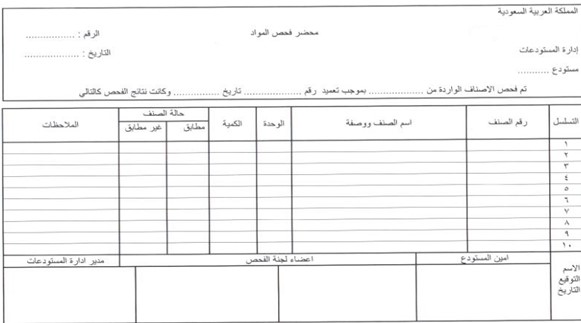 المملكة العربية السعودية
محضر فحص المواد
الرقم : .................
إدارة المستودعات
التاريخ : .................
مستودع ...........
تم فحص الاصناف الواردة من .................. بموجب تعميد رقم .................. تاريخ ............... وكانت نتائج الفحص كالتالي
التسلسل رقم الصنف اسم الصنف ووصفة الوحدة الكمية حالة الصنف الملاحظات
مطابق غير مطابق
١
٢
٣
٤
٥
٦
٧
٨
٩
١٠
امين المستودع اعضاء لجنة الفحص مدير ادارة المستودعات
الاسم
التوقيع
التاريخ